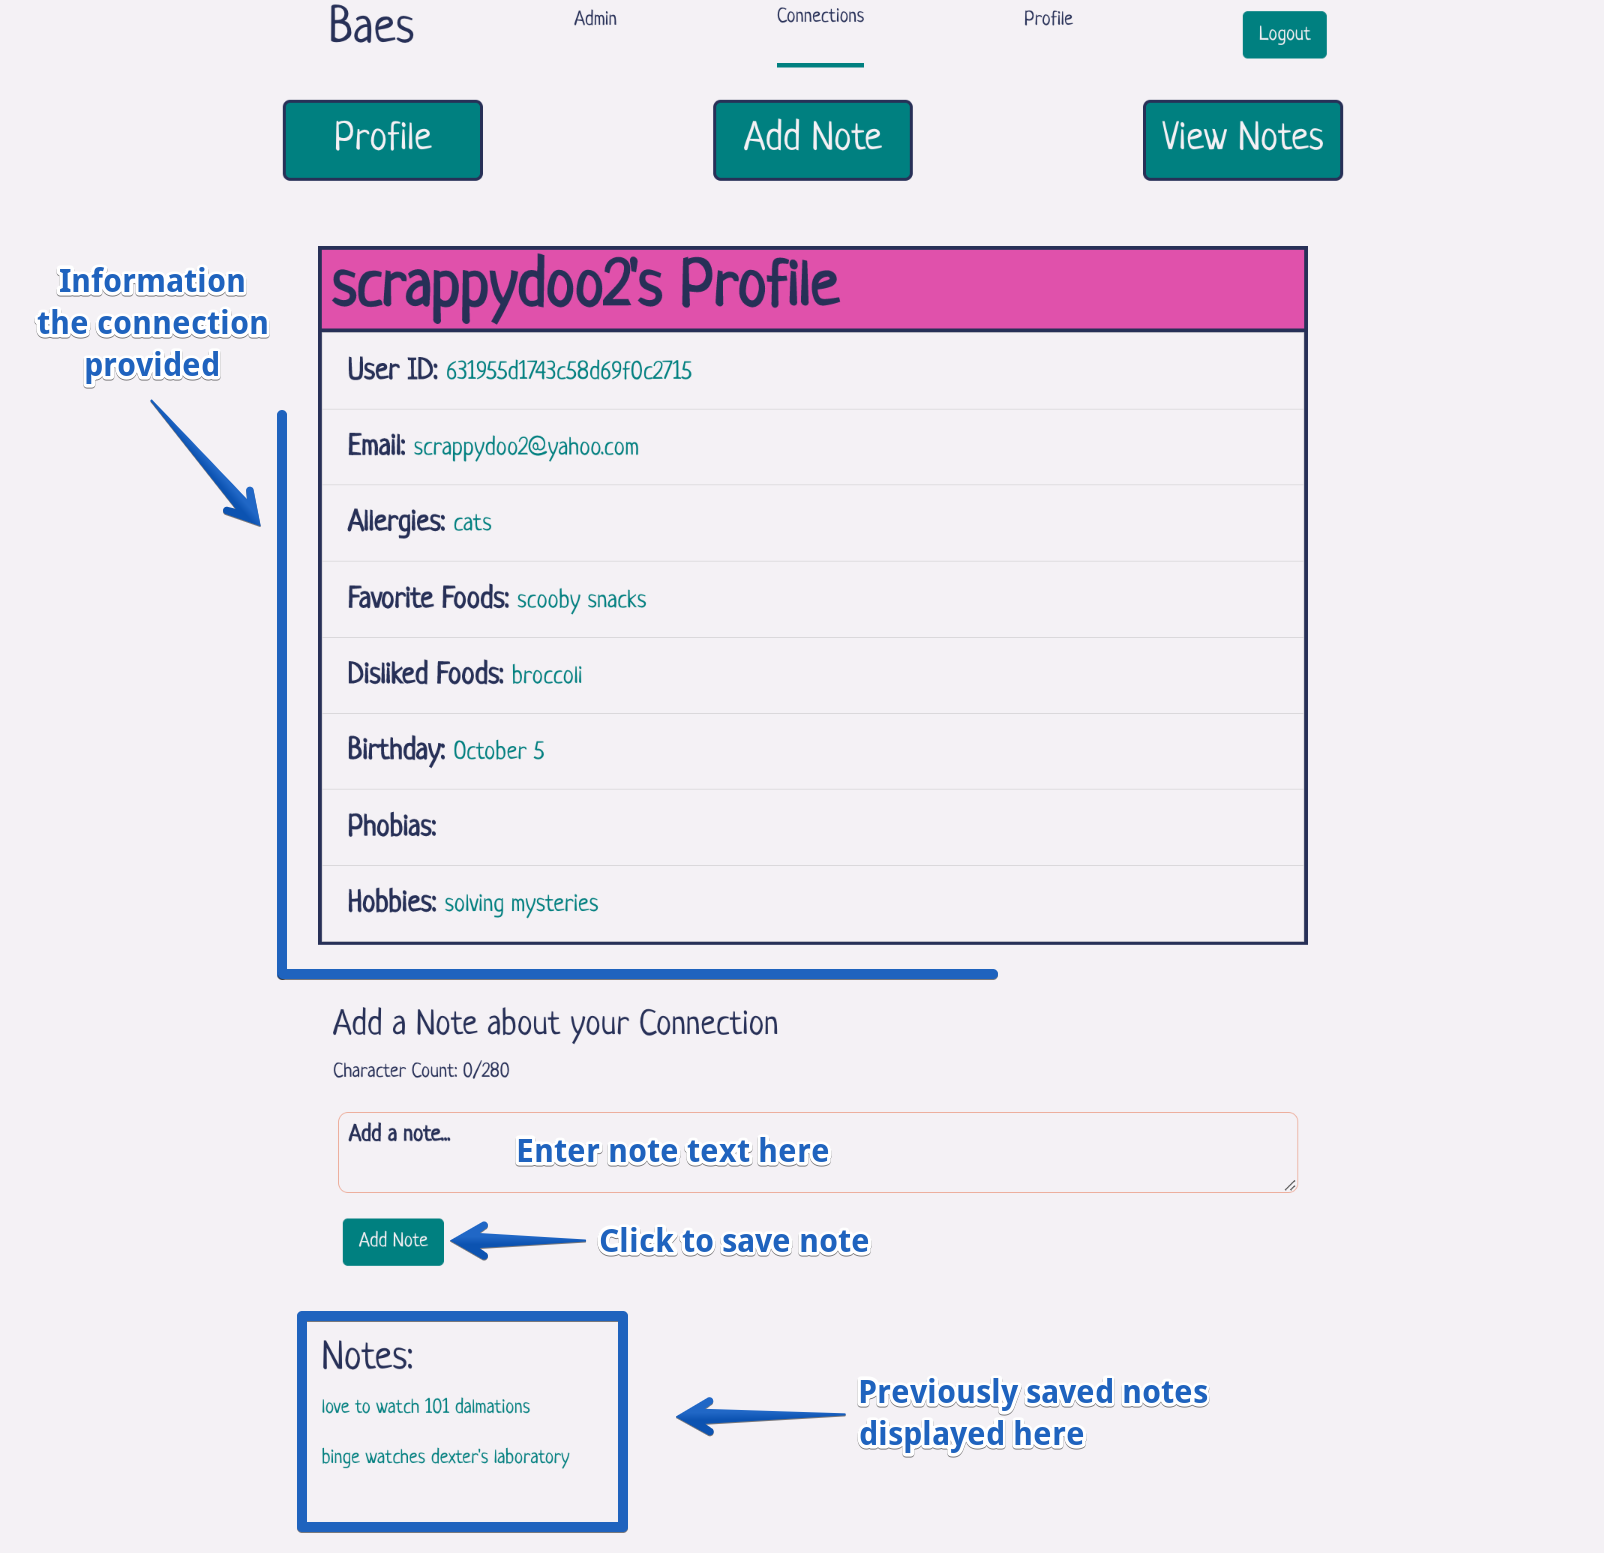 Baes
Admin
Connections
Profile
Logout
Profile
Add Note
View Notes
Information
the connection
provided
scrappydoo2's Profile
User ID: 631955d1743c58d69f0c2715
Email: scrappydoo2@yahoo.com
Allergies: cats
Favorite Foods: scooby snacks
Disliked Foods: broccoli
Birthday: October 5
Phobias:
Hobbies: solving mysteries
Add a Note about your Connection
Character Count: 0/280
Add a note...
Enter note text here
Add Note
Click to save note
Notes:
love to watch 101 dalmations
binge watches dexter's laboratory
Previously saved notes
displayed here